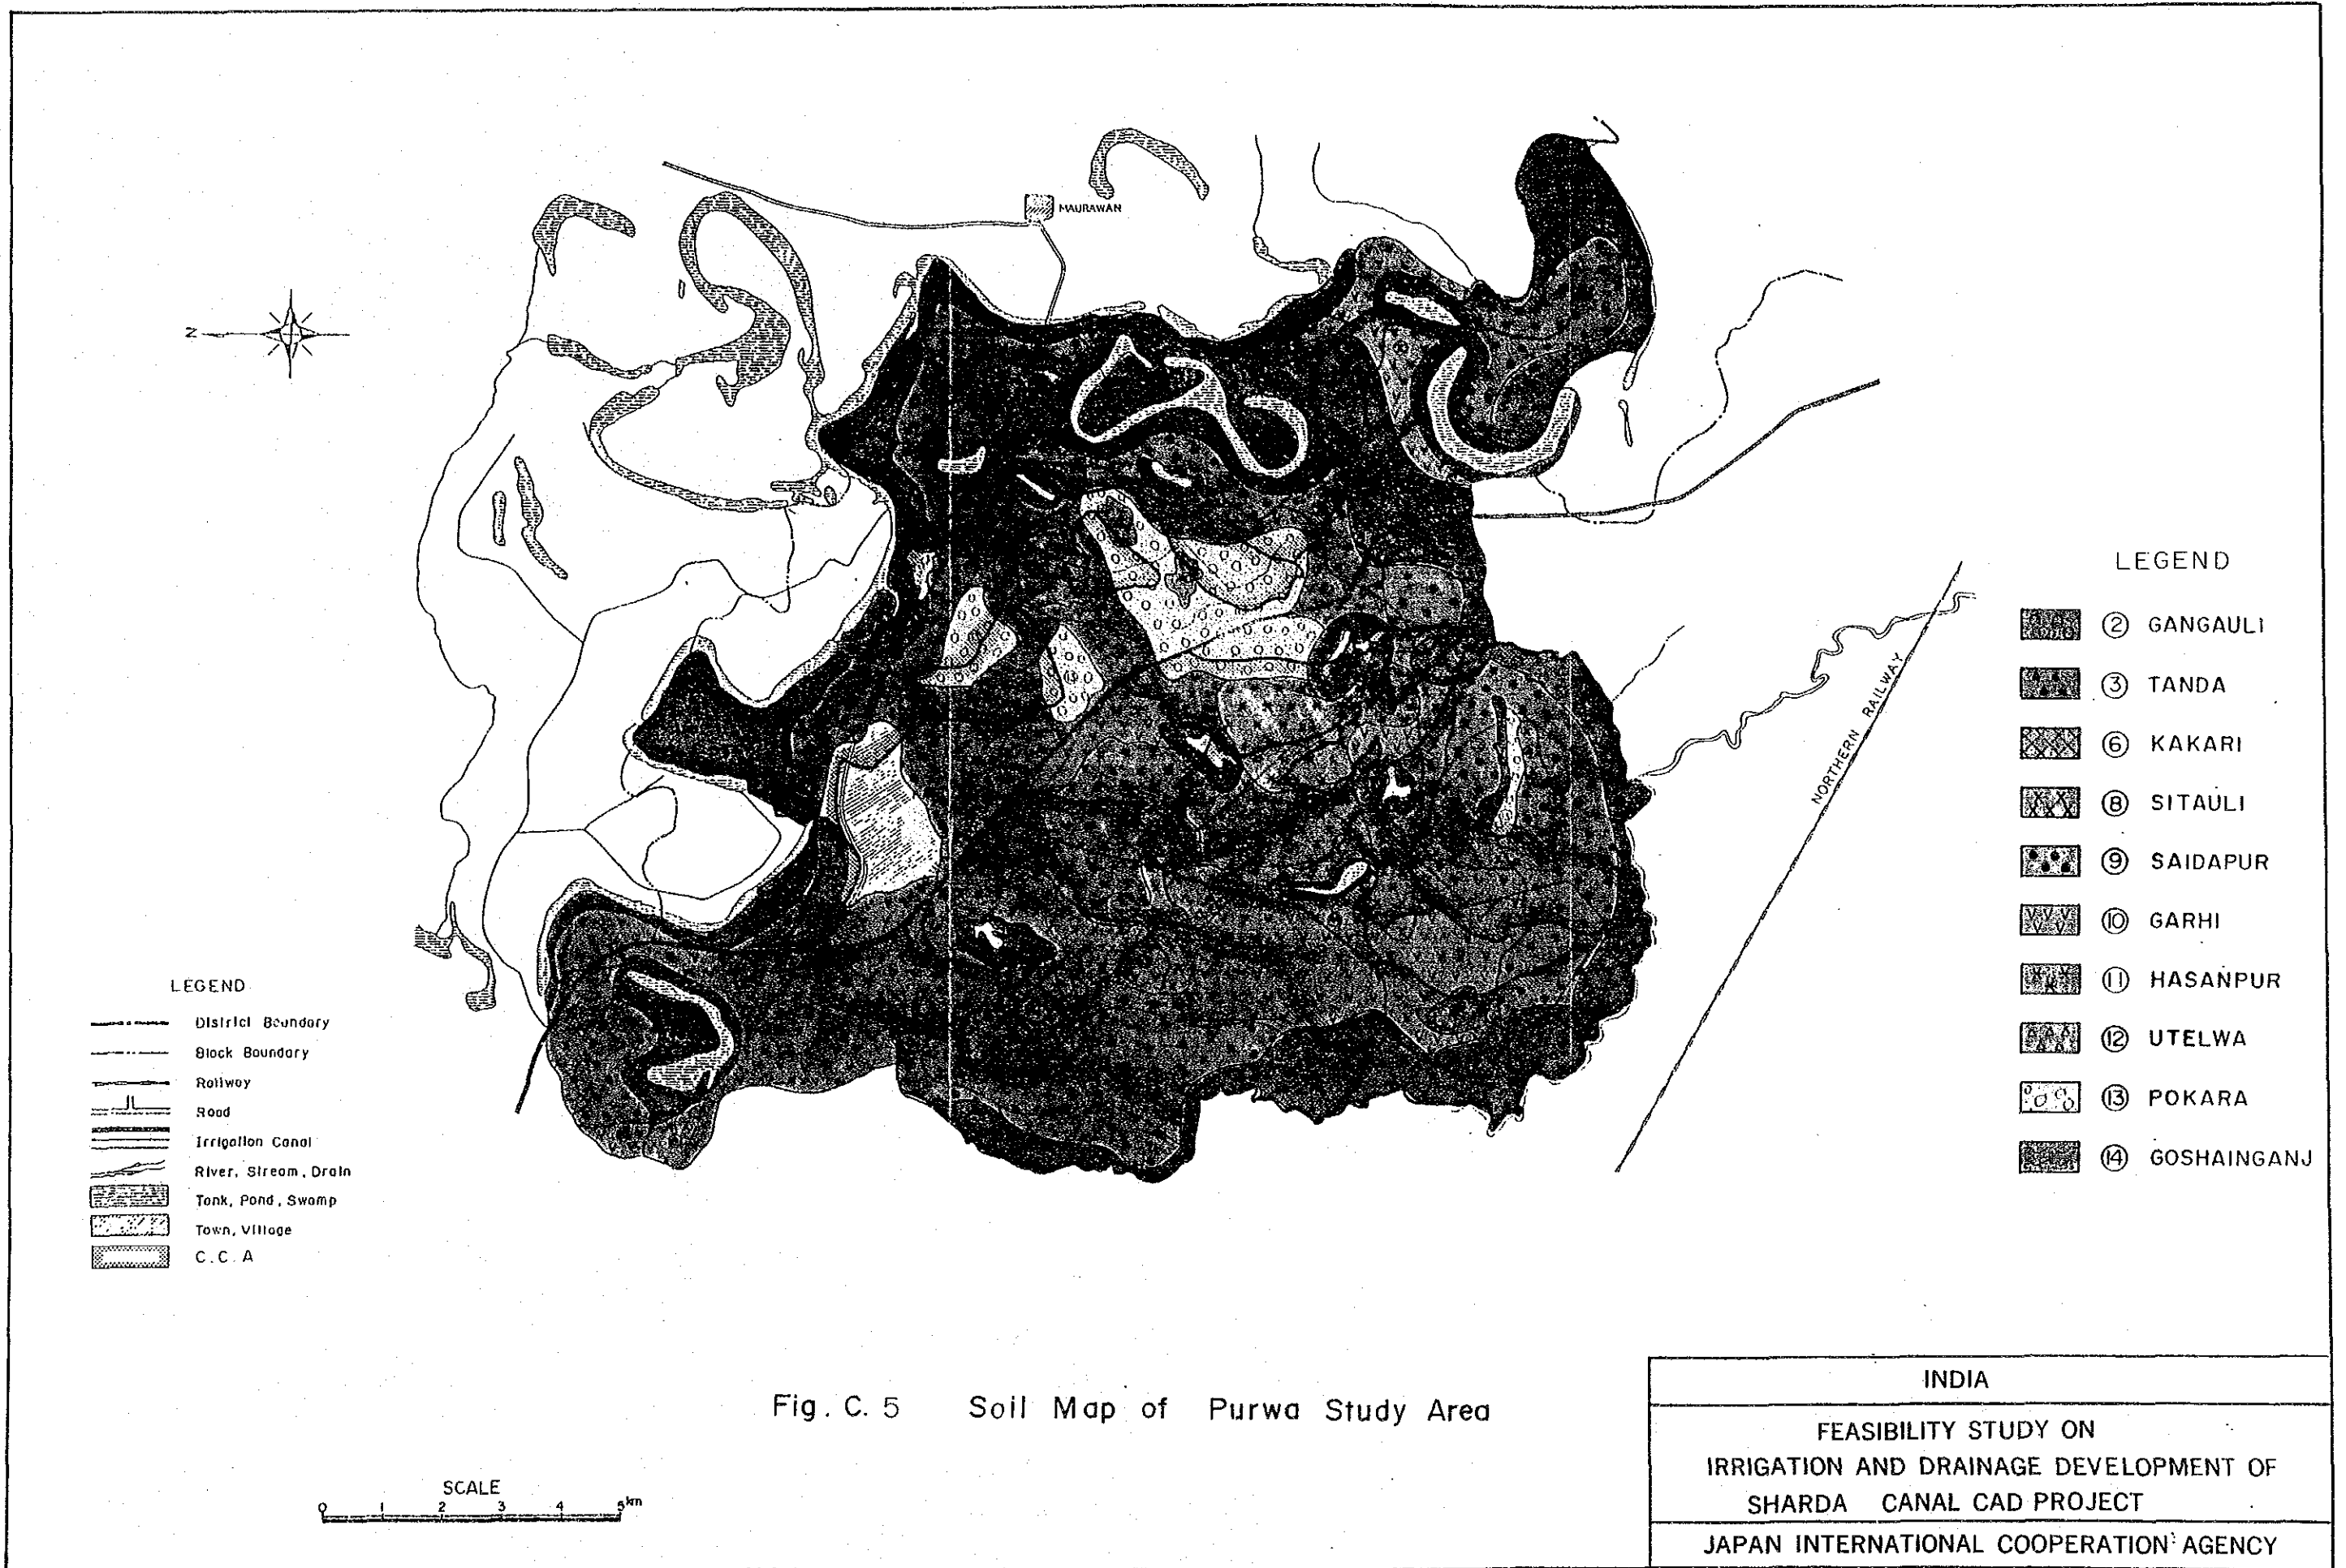 MAURAWAN
N
NORTHERN RAILWAY
LEGEND
② GANGAULI
③ TANDA
⑥ KAKARI
⑧ SITAULI
⑨ SAIDAPUR
⑩ GARHI
⑪ HASANPUR
⑫ UTELWA
⑬ POKARA
⑭ GOSHAINGANJ
LEGEND
District Boundary
Block Boundary
Railway
Road
Irrigation Canal
River, Stream, Drain
Tank, Pond, Swamp
Town, Village
C.C.A
Fig. C. 5 Soil Map of Purwa Study Area
SCALE
0 1 2 3 4 5km
INDIA
FEASIBILITY STUDY ON
IRRIGATION AND DRAINAGE DEVELOPMENT OF
SHARDA CANAL CAD PROJECT
JAPAN INTERNATIONAL COOPERATION AGENCY